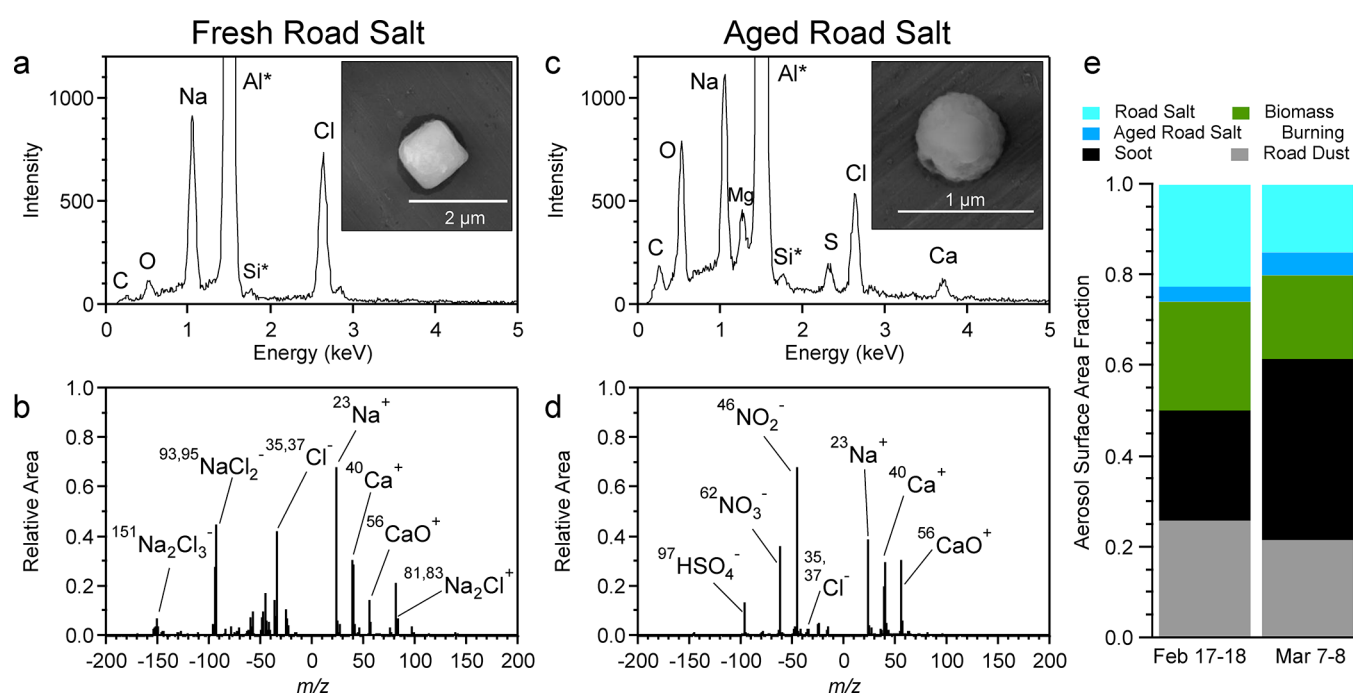 Fresh Road Salt
Aged Road Salt
a
1000
500
0
Intensity
C
O
Na
Al*
Si*
Cl
2 μm
0
1
2
3
4
5
Energy (keV)
b
1.0
0.8
0.6
0.4
0.2
0.0
Relative Area
151Na2Cl3-
93,95NaCl2-
35,37Cl-
23Na+
40Ca+
56CaO+
81,83Na2Cl+
-200
-150
-100
-50
0
50
100
150
200
m/z
c
1000
500
0
Intensity
C
O
Na
Mg
Al*
Si*
S
Cl
Ca
1 μm
0
1
2
3
4
5
Energy (keV)
d
1.0
0.8
0.6
0.4
0.2
0.0
Relative Area
97HSO4-
62NO3-
46NO2-
35,
37Cl-
23Na+
40Ca+
56CaO+
-200
-150
-100
-50
0
50
100
150
200
m/z
e
Road Salt
Aged Road Salt
Soot
Biomass
Burning
Road Dust
1.0
0.8
0.6
0.4
0.2
0.0
Aerosol Surface Area Fraction
Feb 17-18
Mar 7-8